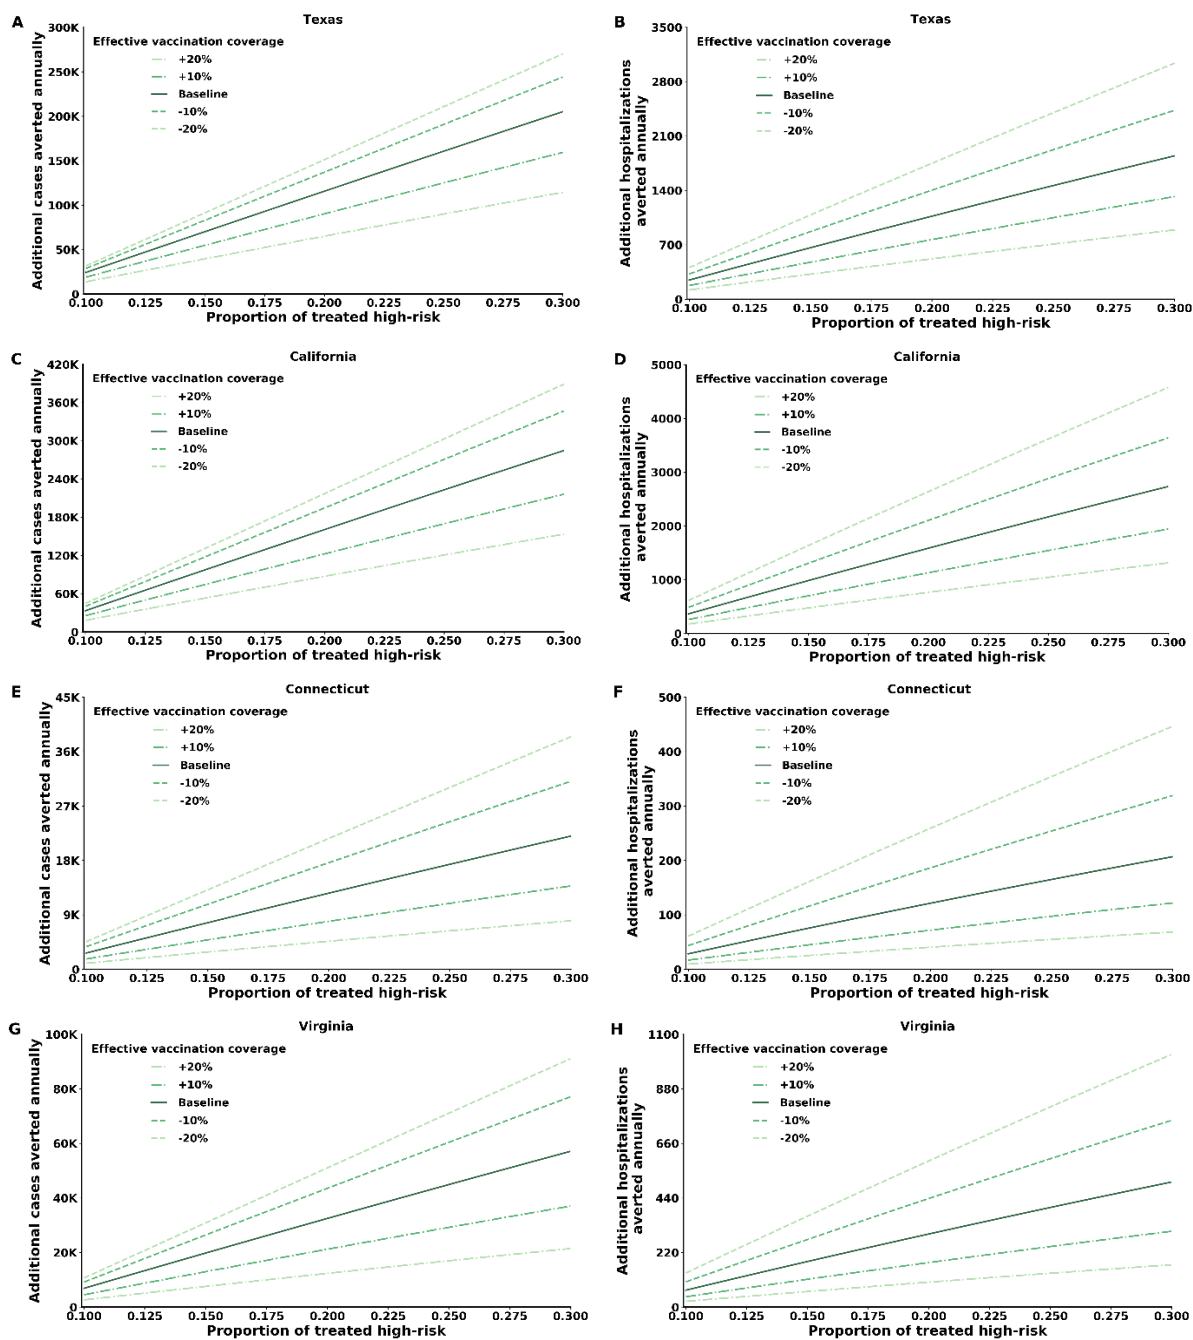 A
Texas
Additional cases averted annually
300K
250K
200K
150K
100K
50K
0
Effective vaccination coverage
+20%
+10%
Baseline
-10%
-20%
0.100 0.125 0.150 0.175 0.200 0.225 0.250 0.275 0.300
Proportion of treated high-risk
B
Texas
Additional hospitalizations
averted annually
3500
2800
2100
1400
700
0
Effective vaccination coverage
+20%
+10%
Baseline
-10%
-20%
0.100 0.125 0.150 0.175 0.200 0.225 0.250 0.275 0.300
Proportion of treated high-risk
C
California
Additional cases averted annually
420K
360K
300K
240K
180K
120K
60K
0
Effective vaccination coverage
+20%
+10%
Baseline
-10%
-20%
0.100 0.125 0.150 0.175 0.200 0.225 0.250 0.275 0.300
Proportion of treated high-risk
D
California
Additional hospitalizations
averted annually
5000
4000
3000
2000
1000
0
Effective vaccination coverage
+20%
+10%
Baseline
-10%
-20%
0.100 0.125 0.150 0.175 0.200 0.225 0.250 0.275 0.300
Proportion of treated high-risk
E
Connecticut
Additional cases averted annually
45K
36K
27K
18K
9K
0
Effective vaccination coverage
+20%
+10%
Baseline
-10%
-20%
0.100 0.125 0.150 0.175 0.200 0.225 0.250 0.275 0.300
Proportion of treated high-risk
F
Connecticut
Additional hospitalizations
averted annually
500
400
300
200
100
0
Effective vaccination coverage
+20%
+10%
Baseline
-10%
-20%
0.100 0.125 0.150 0.175 0.200 0.225 0.250 0.275 0.300
Proportion of treated high-risk
G
Virginia
Additional cases averted annually
100K
80K
60K
40K
20K
0
Effective vaccination coverage
+20%
+10%
Baseline
-10%
-20%
0.100 0.125 0.150 0.175 0.200 0.225 0.250 0.275 0.300
Proportion of treated high-risk
H
Virginia
Additional hospitalizations
averted annually
1100
880
660
440
220
0
Effective vaccination coverage
+20%
+10%
Baseline
-10%
-20%
0.100 0.125 0.150 0.175 0.200 0.225 0.250 0.275 0.300
Proportion of treated high-risk